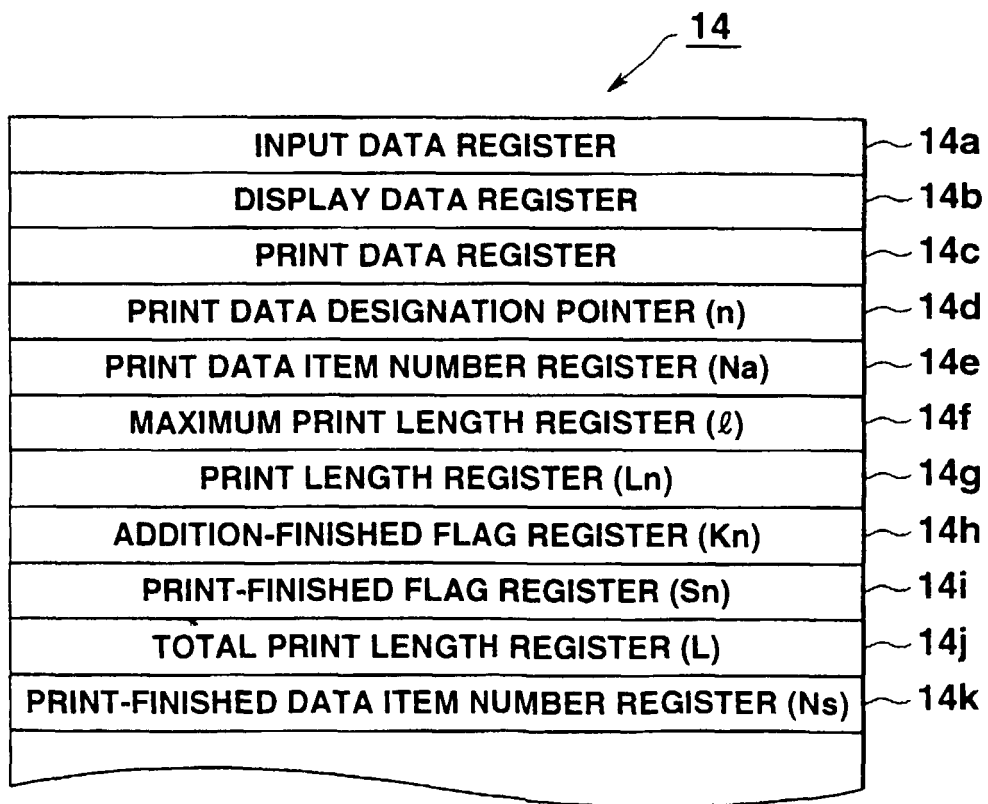 14
INPUT DATA REGISTER 14a
DISPLAY DATA REGISTER 14b
PRINT DATA REGISTER 14c
PRINT DATA DESIGNATION POINTER (n) 14d
PRINT DATA ITEM NUMBER REGISTER (Na) 14e
MAXIMUM PRINT LENGTH REGISTER (ℓ) 14f
PRINT LENGTH REGISTER (Ln) 14g
ADDITION-FINISHED FLAG REGISTER (Kn) 14h
PRINT-FINISHED FLAG REGISTER (Sn) 14i
TOTAL PRINT LENGTH REGISTER (L) 14j
PRINT-FINISHED DATA ITEM NUMBER REGISTER (Ns) 14k